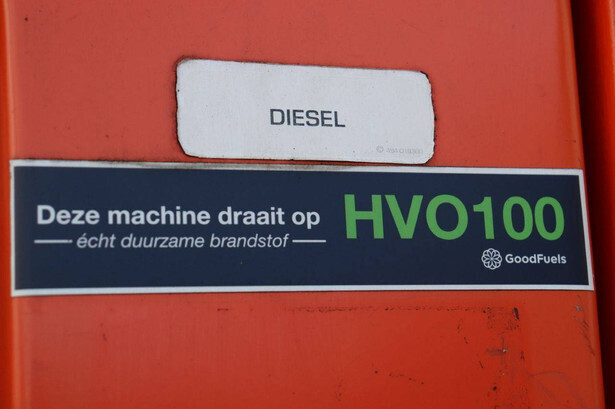 DIESEL
Deze machine draait op
écht duurzame brandstof
HVO100
GoodFuels